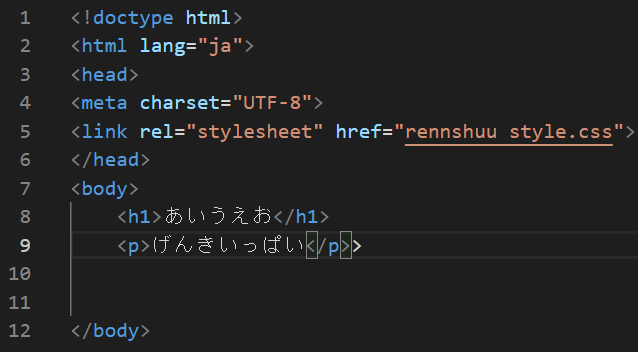 1 <!doctype html>
2 <html lang="ja">
3 <head>
4 <meta charset="UTF-8">
5 <link rel="stylesheet" href="rennshuu style.css">
6 </head>
7 <body>
8 <h1>あいうえお</h1>
9 <p>げんきいっぱい</p>>
10
11
12 </body>